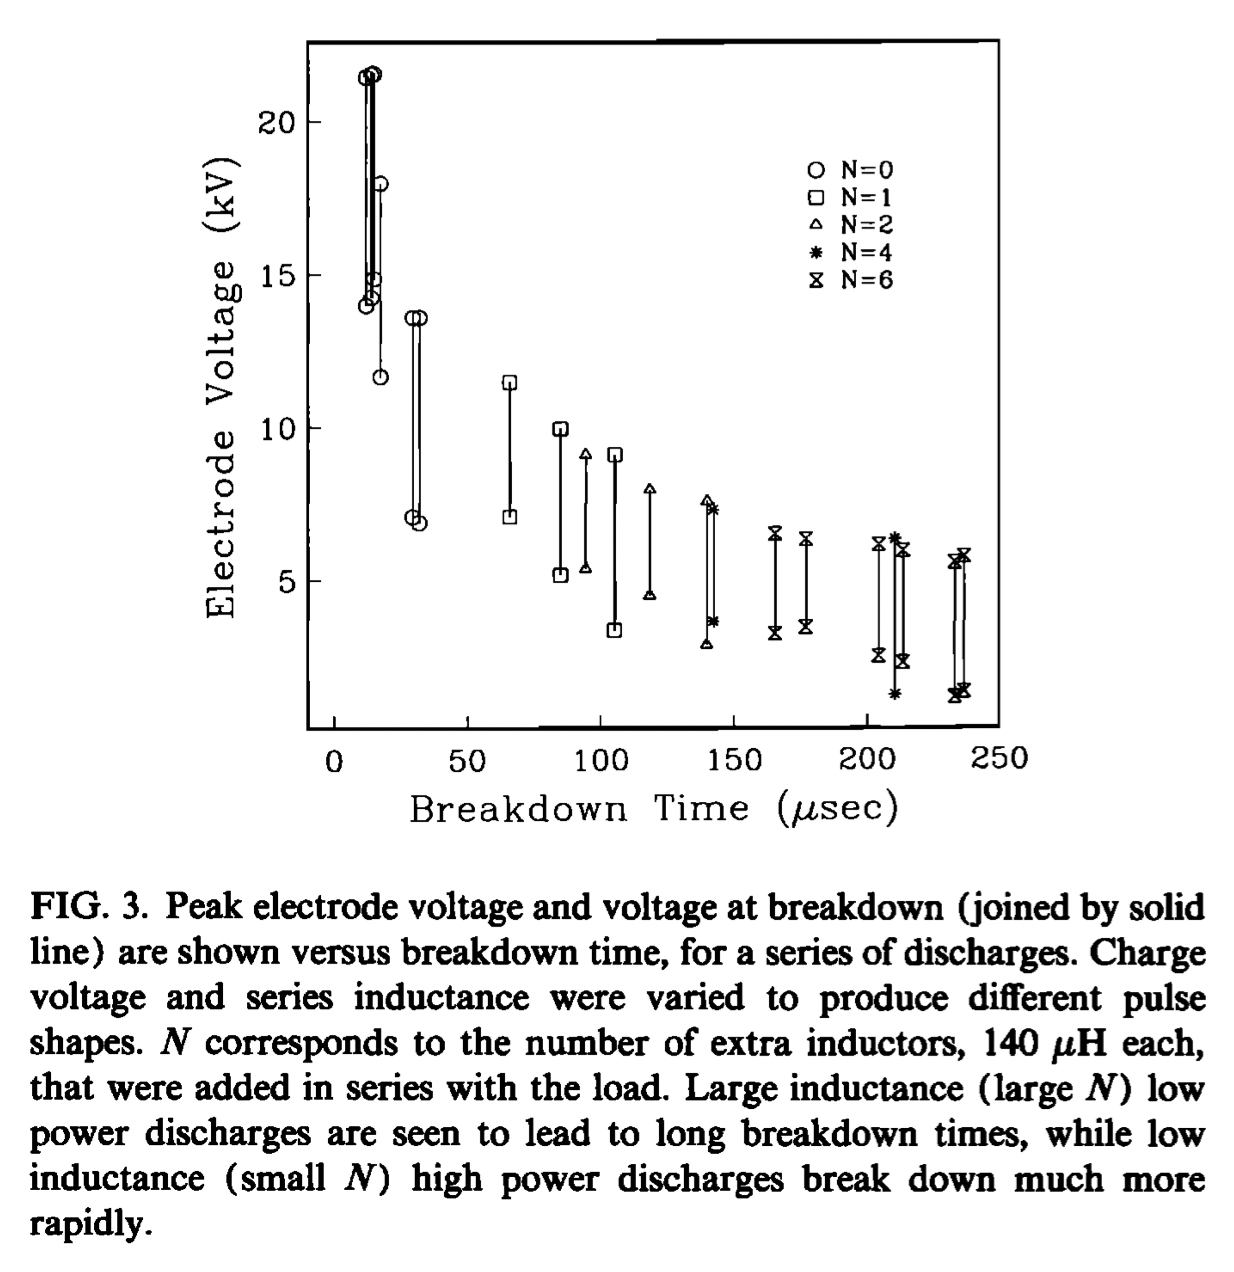 20
15
10
5
Electrode Voltage (kV)
N=0
N=1
N=2
N=4
N=6
0 50 100 150 200 250
Breakdown Time (μsec)
FIG. 3. Peak electrode voltage and voltage at breakdown (joined by solid
line) are shown versus breakdown time, for a series of discharges. Charge
voltage and series inductance were varied to produce different pulse
shapes. N corresponds to the number of extra inductors, 140 μH each,
that were added in series with the load. Large inductance (large N) low
power discharges are seen to lead to long breakdown times, while low
inductance (small N) high power discharges break down much more
rapidly.